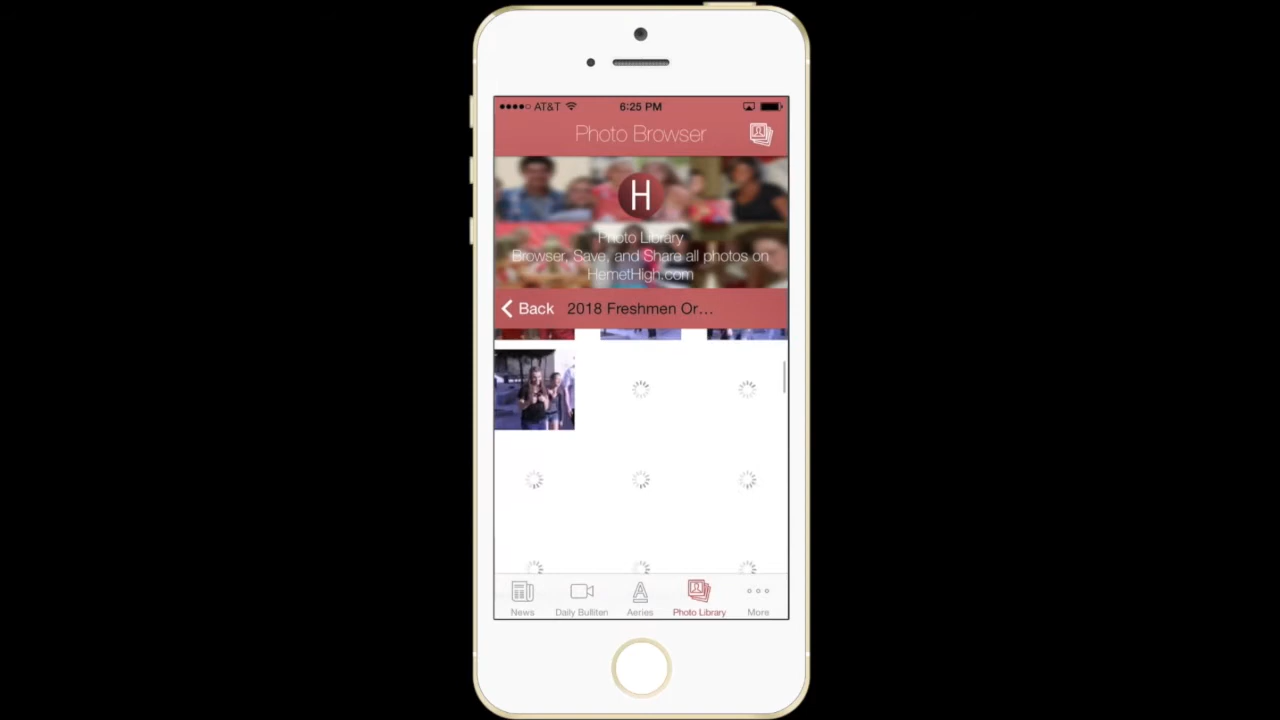 AT&T 6:25 PM
Photo Browser
H
Photo Library
Browser, Save, and Share all photos on
HemetHigh.com
Back 2018 Freshmen Or...
News Daily Bulliten Aeries Photo Library More